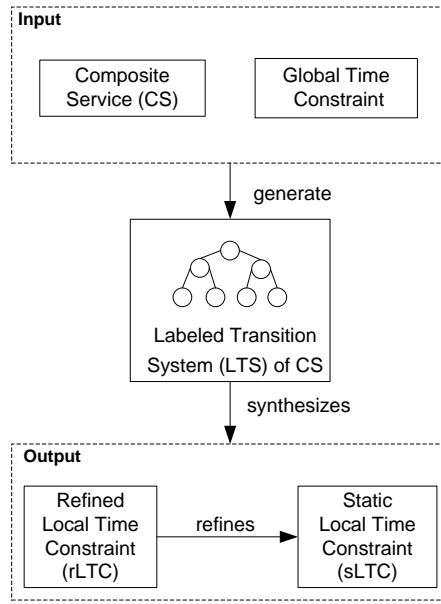 Input
Composite
Service (CS)
Global Time
Constraint
generate
Labeled Transition
System (LTS) of CS
synthesizes
Output
Refined
Local Time
Constraint
(rLTC)
refines
Static
Local Time
Constraint
(sLTC)